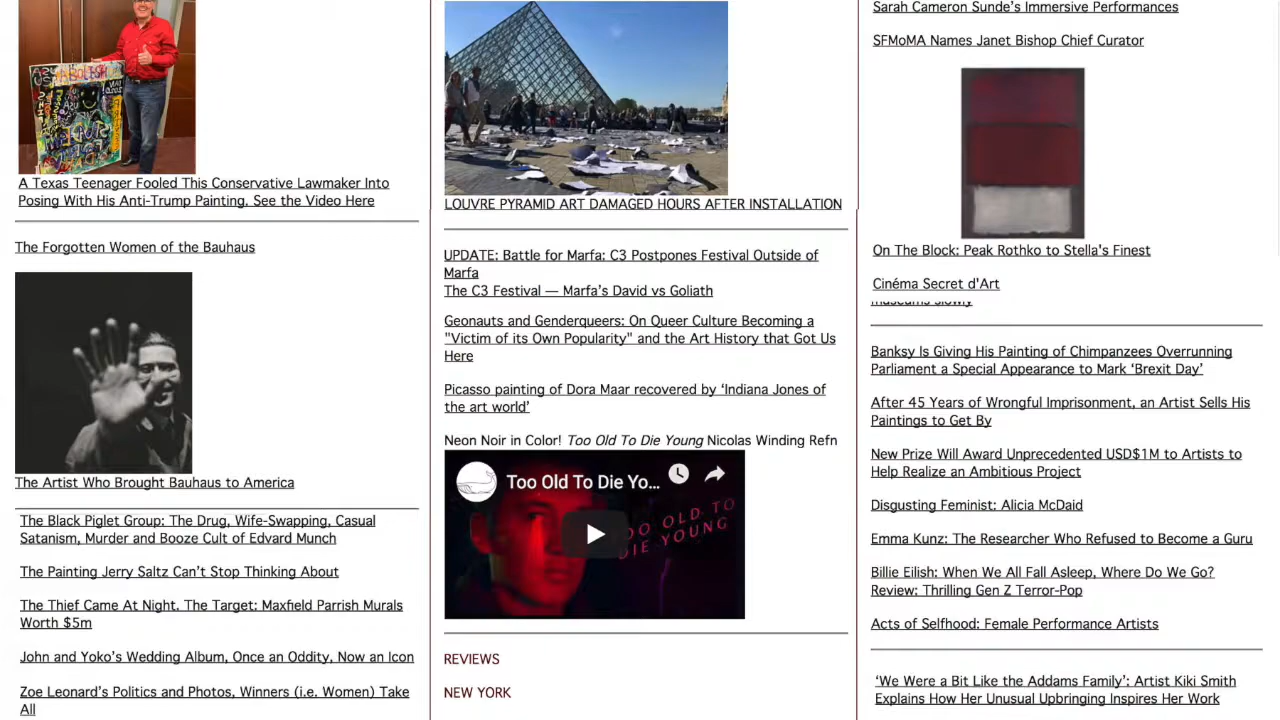 A Texas Teenager Fooled This Conservative Lawmaker Into
Posing With His Anti-Trump Painting. See the Video Here
The Forgotten Women of the Bauhaus
The Artist Who Brought Bauhaus to America
The Black Piglet Group: The Drug, Wife-Swapping, Casual
Satanism, Murder and Booze Cult of Edvard Munch
The Painting Jerry Saltz Can't Stop Thinking About
The Thief Came At Night. The Target: Maxfield Parrish Murals
Worth $5m
John and Yoko's Wedding Album, Once an Oddity, Now an Icon
Zoe Leonard's Politics and Photos, Winners (i.e. Women) Take
All
LOUVRE PYRAMID ART DAMAGED HOURS AFTER INSTALLATION
UPDATE: Battle for Marfa: C3 Postpones Festival Outside of
Marfa
The C3 Festival — Marfa's David vs Goliath
Geonauts and Genderqueers: On Queer Culture Becoming a
"Victim of its Own Popularity" and the Art History that Got Us
Here
Picasso painting of Dora Maar recovered by 'Indiana Jones of
the art world'
Neon Noir in Color! Too Old To Die Young Nicolas Winding Refn
Too Old To Die Yo...
TOO OLD TO
DIE YOUNG
REVIEWS
NEW YORK
Sarah Cameron Sunde's Immersive Performances
SFMoMA Names Janet Bishop Chief Curator
On The Block: Peak Rothko to Stella's Finest
Cinéma Secret d'Art
museums slowly
Banksy Is Giving His Painting of Chimpanzees Overrunning
Parliament a Special Appearance to Mark 'Brexit Day'
After 45 Years of Wrongful Imprisonment, an Artist Sells His
Paintings to Get By
New Prize Will Award Unprecedented USD$1M to Artists to
Help Realize an Ambitious Project
Disgusting Feminist: Alicia McDaid
Emma Kunz: The Researcher Who Refused to Become a Guru
Billie Eilish: When We All Fall Asleep, Where Do We Go?
Review: Thrilling Gen Z Terror-Pop
Acts of Selfhood: Female Performance Artists
'We Were a Bit Like the Addams Family': Artist Kiki Smith
Explains How Her Unusual Upbringing Inspires Her Work